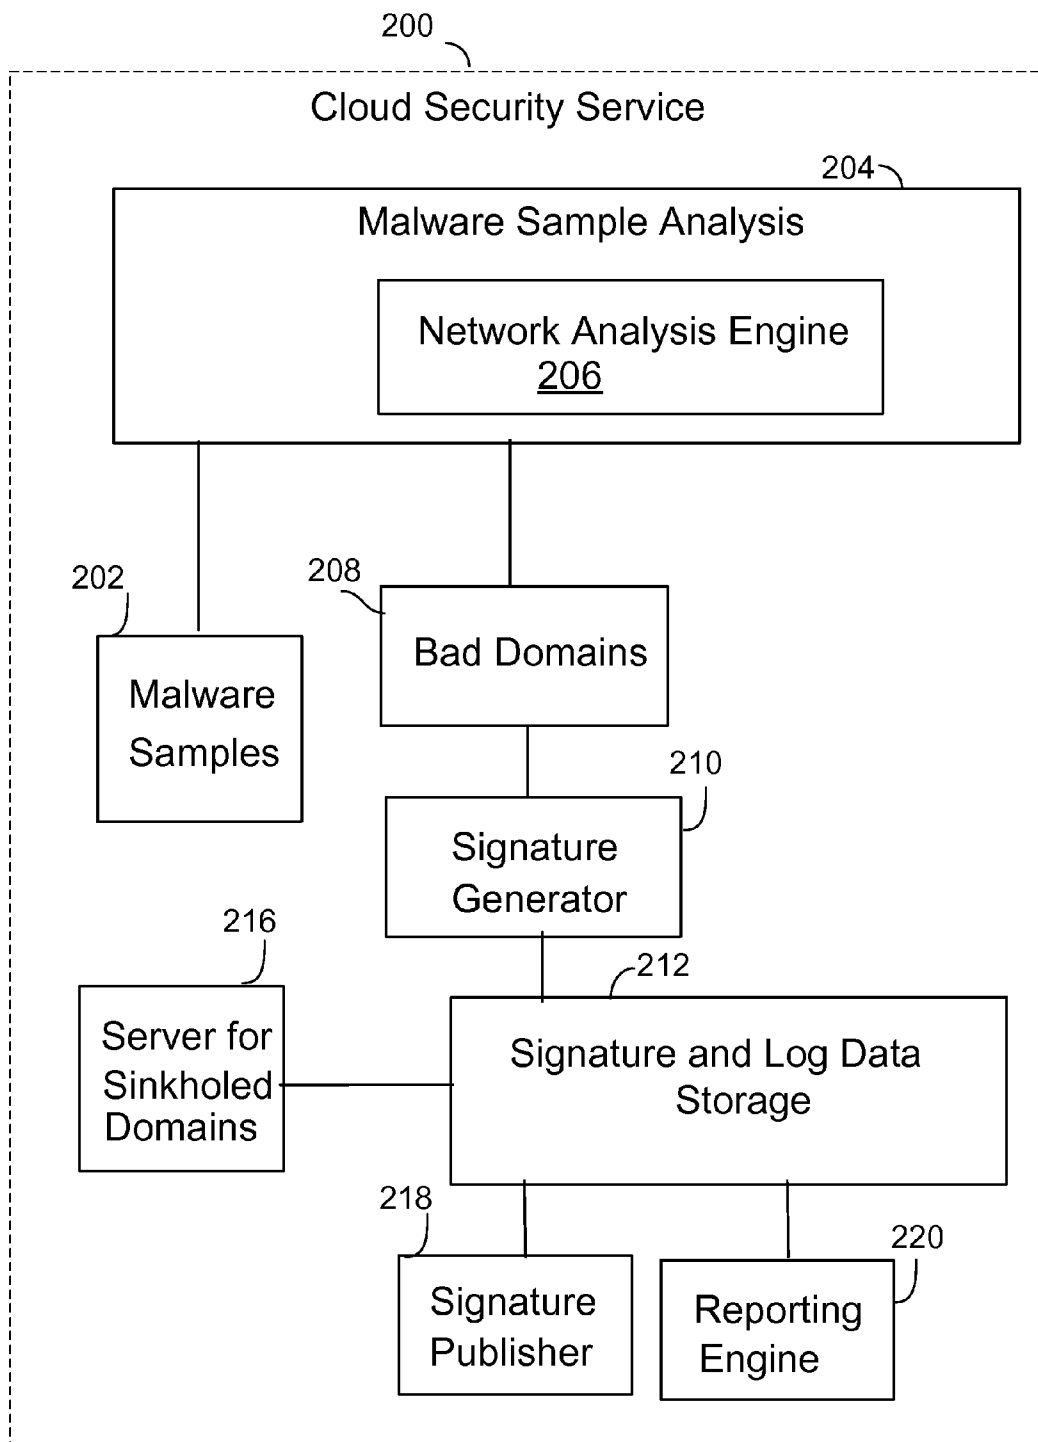 200
Cloud Security Service
204
Malware Sample Analysis
Network Analysis Engine
206
202
208
Malware
Samples
Bad Domains
210
Signature
Generator
216
212
Server for
Sinkholed
Domains
Signature and Log Data
Storage
218
220
Signature
Publisher
Reporting
Engine